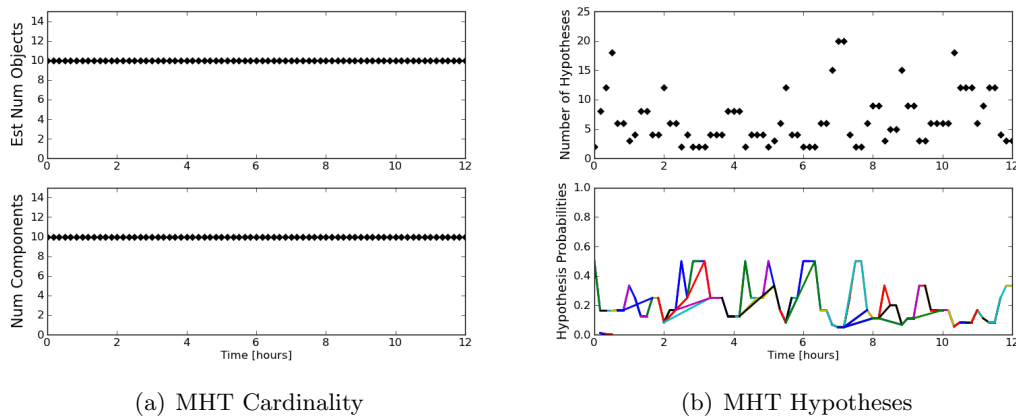 14
12
10
8
6
4
2
0
Est Num Objects
0 2 4 6 8 10 12
14
12
10
8
6
4
2
0
Num Components
0 2 4 6 8 10 12
Time [hours]
(a) MHT Cardinality
25
20
15
10
5
0
Number of Hypotheses
0 2 4 6 8 10 12
1.0
0.8
0.6
0.4
0.2
0.0
Hypothesis Probabilities
0 2 4 6 8 10 12
Time [hours]
(b) MHT Hypotheses